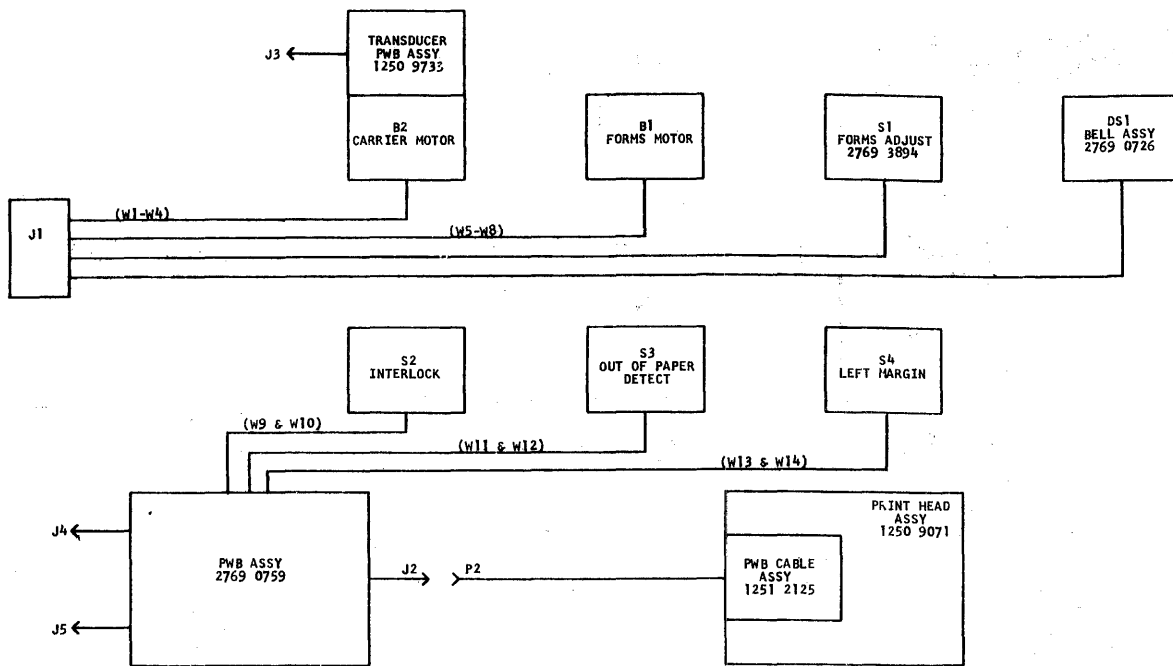 TRANSDUCER
PWB ASSY
1250 9733
J3
B2
CARRIER MOTOR
B1
FORMS MOTOR
S1
FORMS ADJUST
2769 3894
DS1
BELL ASSY
2769 0726
J1
(W1-W4)
(W5-W8)
S2
INTERLOCK
S3
OUT OF PAPER
DETECT
S4
LEFT MARGIN
(W9 & W10)
(W11 & W12)
(W13 & W14)
J4
PWB ASSY
2769 0759
J5
J2
P2
PRINT HEAD
ASSY
1250 9071
PWB CABLE
ASSY
1251 2125